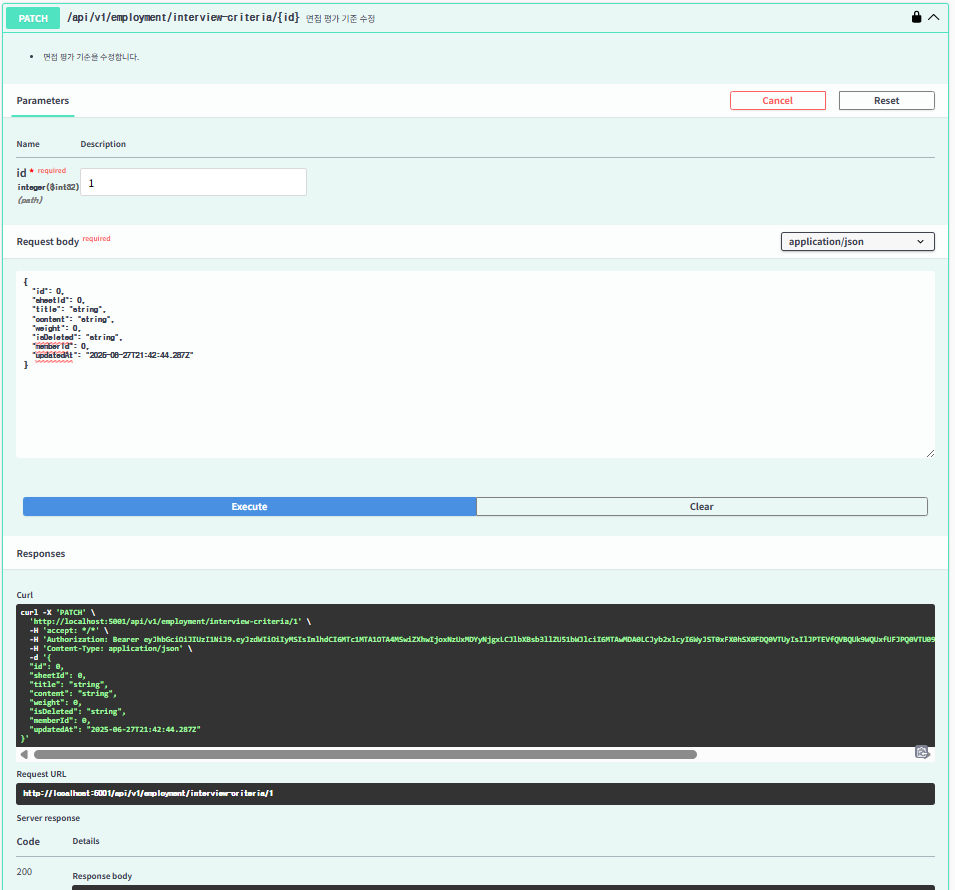 PATCH /api/v1/employment/interview-criteria/{id} 면접 평가 기준 수정
• 면접 평가 기준을 수정합니다.
Parameters Cancel Reset
Name Description
id * required
integer($int32) 1
(path)
Request body required application/json
{
"id": 0,
"sheetId": 0,
"title": "string",
"content": "string",
"weight": 0,
"isDeleted": "string",
"memberId": 0,
"updatedAt": "2025-06-27T21:42:44.287Z"
}
Execute Clear
Responses
Curl
curl -X 'PATCH' \
'http://localhost:5001/api/v1/employment/interview-criteria/1' \
-H 'accept: */*' \
-H 'Authorization: Bearer
-H 'Content-Type: application/json' \
-d '{
"id": 0,
"sheetId": 0,
"title": "string",
"content": "string",
"weight": 0,
"isDeleted": "string",
"memberId": 0,
"updatedAt": "2025-06-27T21:42:44.287Z"
}'
Request URL
http://localhost:5001/api/v1/employment/interview-criteria/1
Server response
Code Details
200
Response body